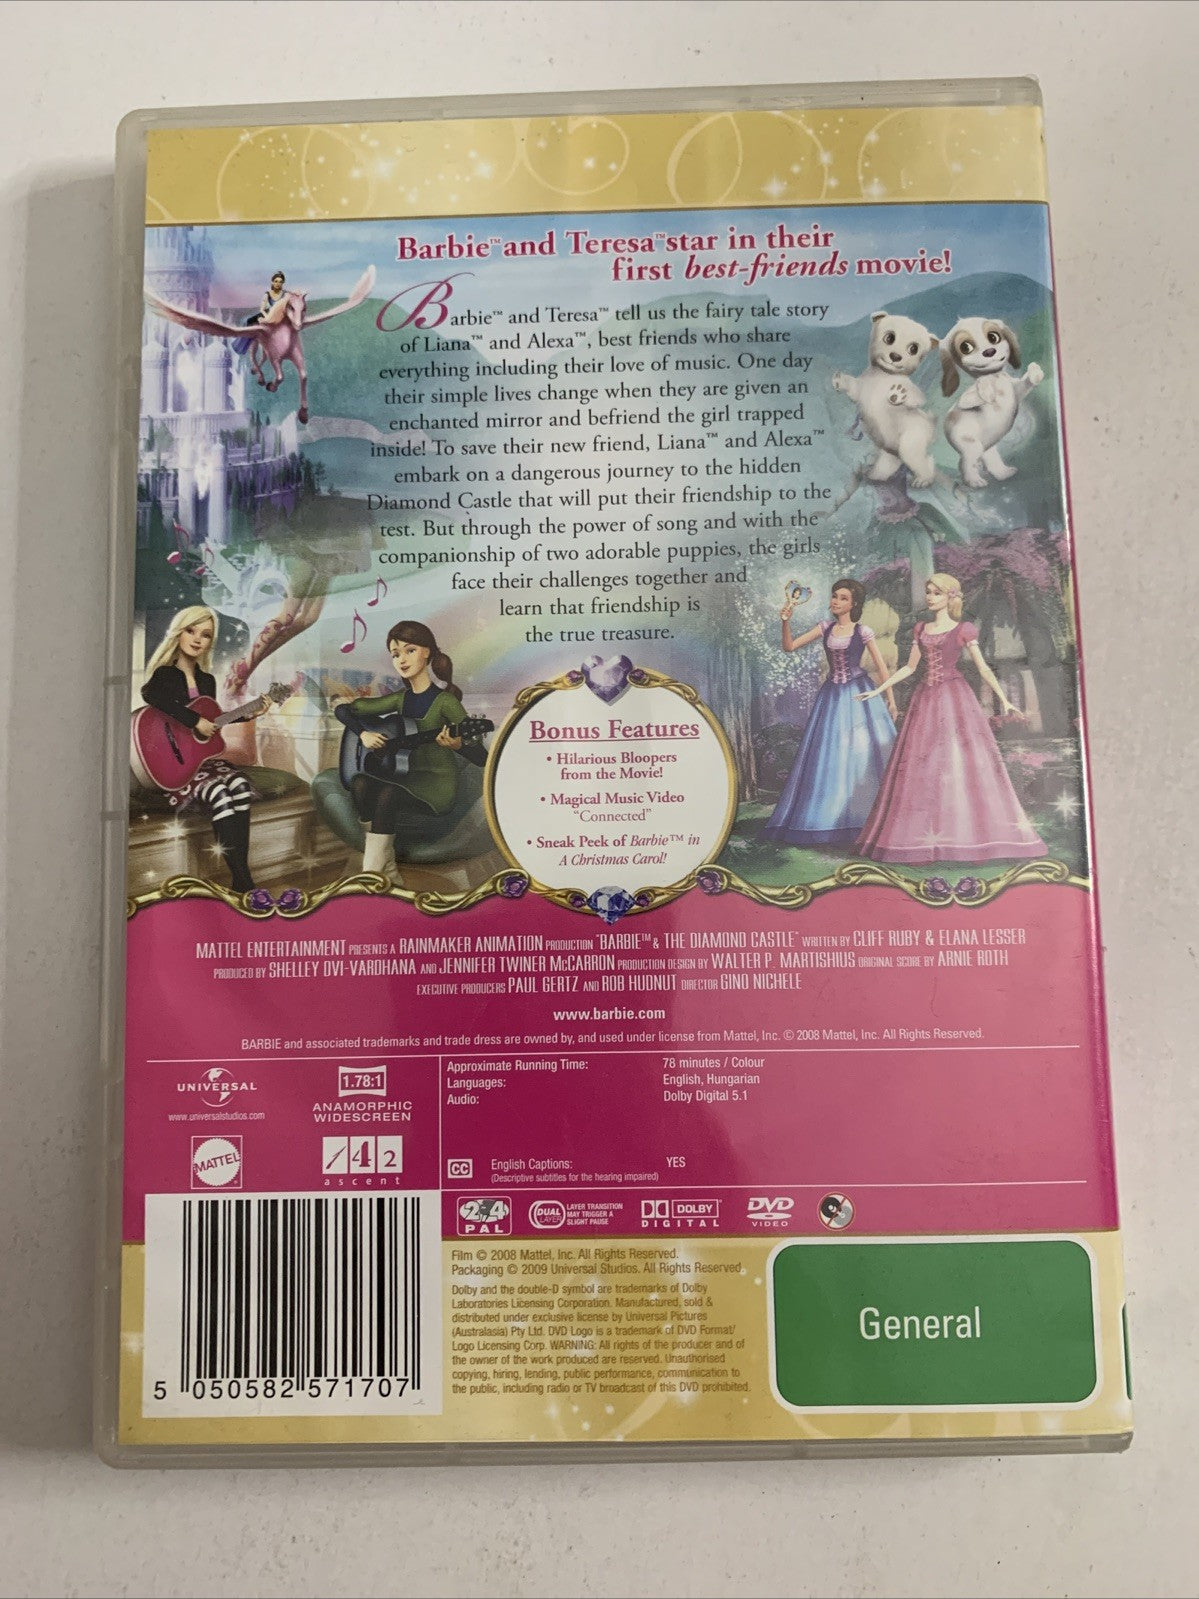 Barbie™ and Teresa™ star in their
first best-friends movie!
Barbie™ and Teresa™ tell us the fairy tale story
of Liana™ and Alexa™, best friends who share
everything including their love of music. One day
their simple lives change when they are given an
enchanted mirror and befriend the girl trapped
inside! To save their new friend, Liana™ and Alexa™
embark on a dangerous journey to the hidden
Diamond Castle that will put their friendship to the
test. But through the power of song and with the
companionship of two adorable puppies, the girls
face their challenges together and
learn that friendship is
the true treasure.
Bonus Features
• Hilarious Bloopers
from the Movie!
• Magical Music Video
"Connected"
• Sneak Peek of Barbie™ in
A Christmas Carol!
MATTEL ENTERTAINMENT PRESENTS A RAINMAKER ANIMATION PRODUCTION "BARBIE™ & THE DIAMOND CASTLE" WRITTEN BY CLIFF RUBY & ELANA LESSER
PRODUCED BY SHELLEY DVI-VARDHANA AND JENNIFER TWINER McCARRON PRODUCTION DESIGN BY WALTER P. MARTISHIUS ORIGINAL SCORE BY ARNIE ROTH
EXECUTIVE PRODUCERS PAUL GERTZ AND ROB HUDNUT DIRECTOR GINO NICHELE
www.barbie.com
BARBIE and associated trademarks and trade dress are owned by, and used under license from Mattel, Inc. © 2008 Mattel, Inc. All Rights Reserved.
UNIVERSAL
www.universalstudios.com
1.78:1
ANAMORPHIC
WIDESCREEN
MATTEL
142
ascent
Approximate Running Time: 78 minutes / Colour
Languages: English, Hungarian
Audio: Dolby Digital 5.1
CC English Captions: YES
(Descriptive subtitles for the hearing impaired)
2 4
PAL
DUAL LAYER
LAYER TRANSITION
MAY TRIGGER A
SLIGHT PAUSE
DOLBY
DIGITAL
DVD
VIDEO
5 050582 571707
Film © 2008 Mattel, Inc. All Rights Reserved.
Packaging © 2009 Universal Studios. All Rights Reserved.
Dolby and the double-D symbol are trademarks of Dolby
Laboratories Licensing Corporation. Manufactured, sold &
distributed under exclusive license by Universal Pictures
(Australasia) Pty Ltd. DVD Logo is a trademark of DVD Format/
Logo Licensing Corp. WARNING: All rights of the producer and of
the owner of the work produced are reserved. Unauthorised
copying, hiring, lending, public performance, communication to
the public, including radio or TV broadcast of this DVD prohibited.
General